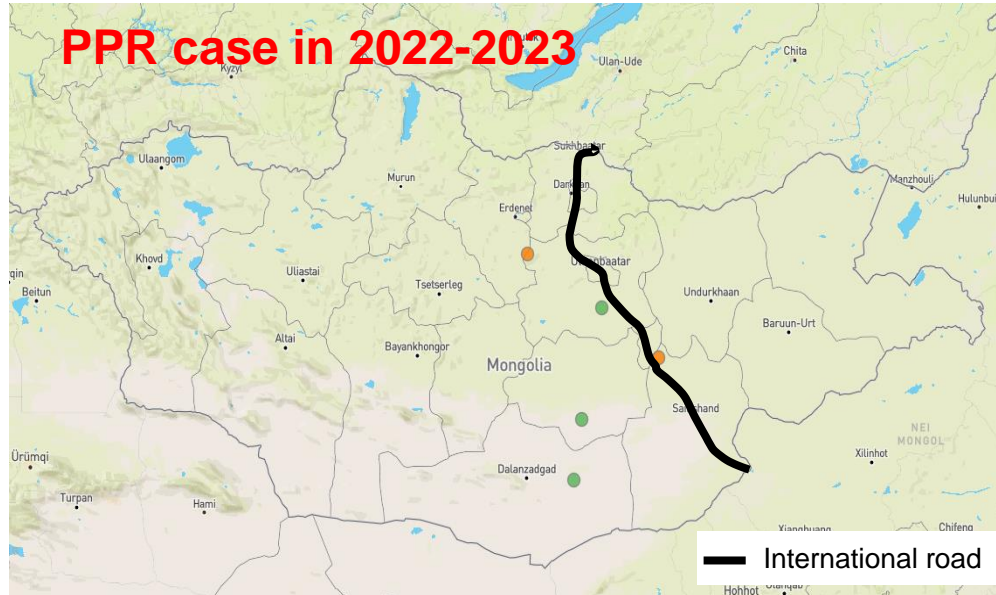 PPR case in 2022-2023
Ulan-Ude
Chita
Kyzyl
Sukhbaatar
Ulaangom
Murun
Darkhan
Manzhouli
Erdenet
Hulunbui
Khovd
Ulaanbaatar
Uliastai
Tsetserleg
Undurkhaan
Beitun
Baruun-Urt
Altai
Bayankhongor
Mongolia
Sainshand
NEI
MONGOL
Ürümqi
Dalanzadgad
Xilinhot
Turpan
Hami
Chifeng
International road
Hohhot